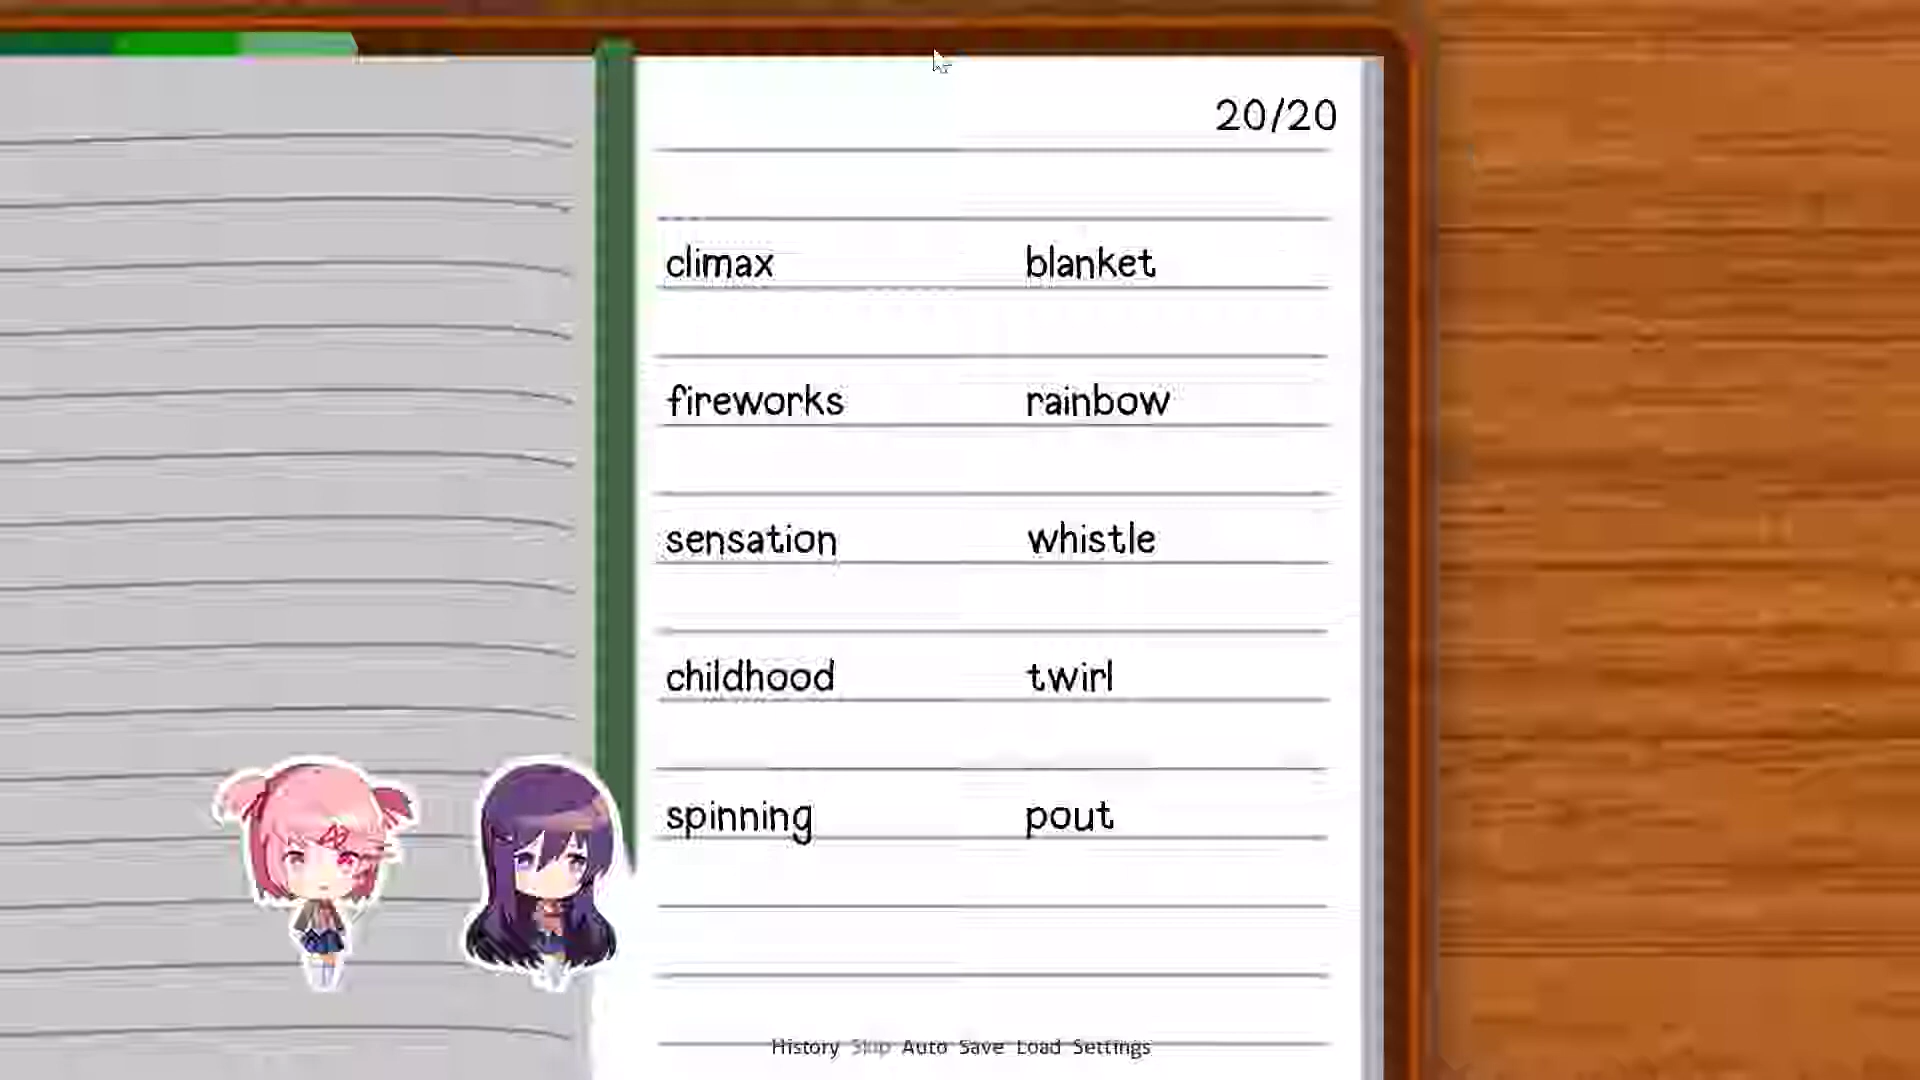 20/20
climax blanket
fireworks rainbow
sensation whistle
childhood twirl
spinning pout
History Skip Auto Save Load Settings